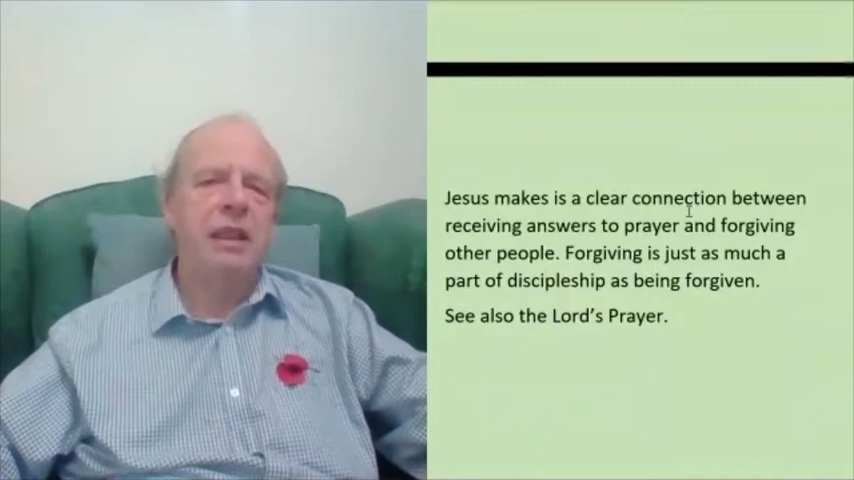 Jesus makes is a clear connection between
receiving answers to prayer and forgiving
other people. Forgiving is just as much a
part of discipleship as being forgiven.
See also the Lord’s Prayer.